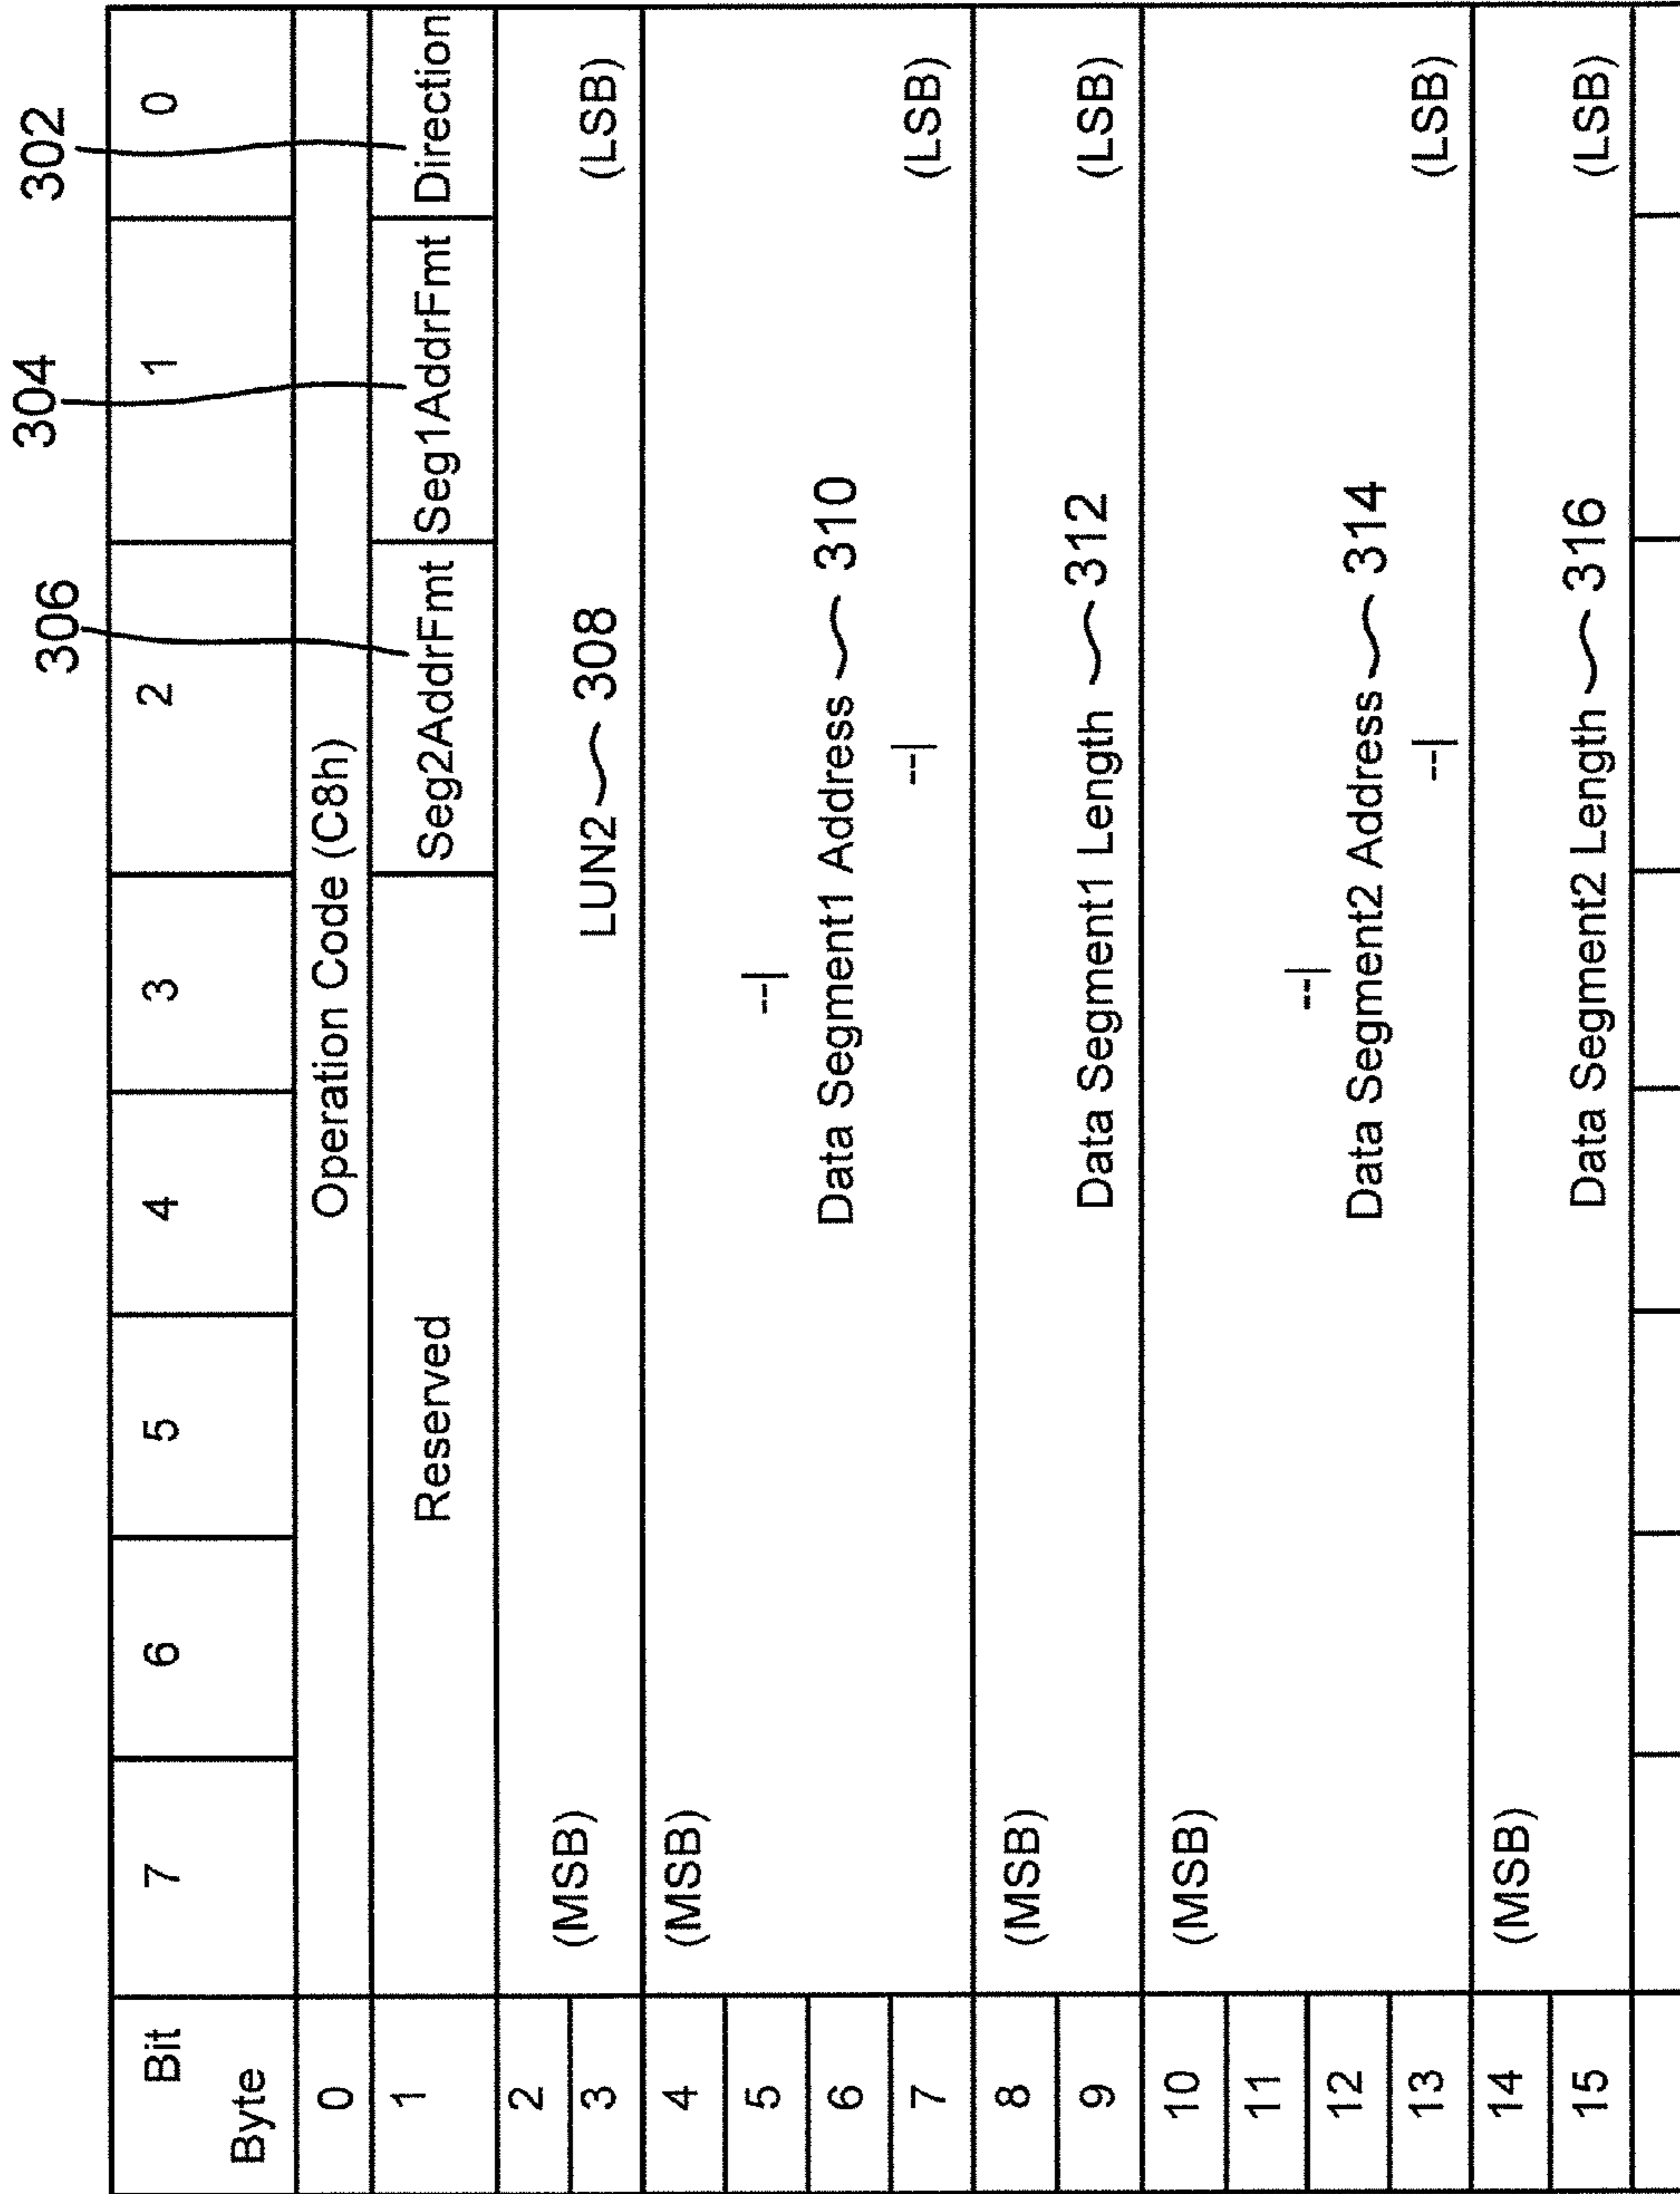 306 304 302
Bit 7 6 5 4 3 2 1 0
Byte
0 Operation Code (C8h)
1 Reserved Seg2AddrFmt Seg1AddrFmt Direction
2 (MSB)
3 LUN2 308 (LSB)
4 (MSB)
5 --|
6 Data Segment1 Address 310
7 --| (LSB)
8 (MSB)
9 Data Segment1 Length 312 (LSB)
10 (MSB)
11 --|
12 Data Segment2 Address 314
13 --| (LSB)
14 (MSB)
15 Data Segment2 Length 316 (LSB)